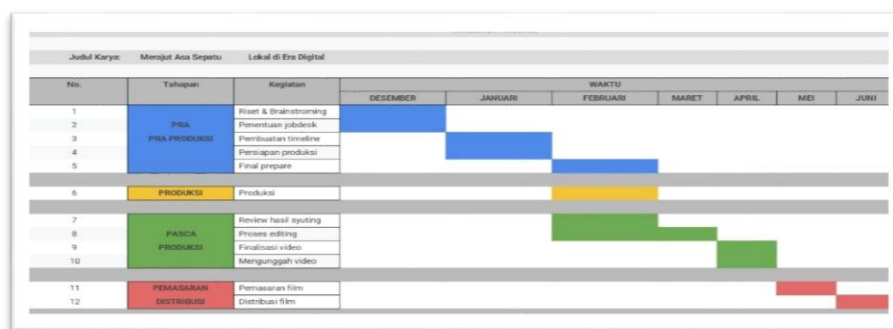 Judul Karya: Merajut Asa Sepatu Lokal di Era Digital
No. Tahapan Kegiatan WAKTU
DESEMBER JANUARI FEBRUARI MARET APRIL MEI JUNI
1 Riset & Brainstroming
2 PRA Penentuan jobdesk
3 PRA PRODUKSI Pembuatan timeline
4 Persiapan produksi
5 Final prepare
6 PRODUKSI Produksi
7 Review hasil syuting
8 PASCA Proses editing
9 PRODUKSI Finalisasi video
10 Mengunggah video
11 PEMASARAN Pemasaran film
12 DISTRIBUSI Distribusi film